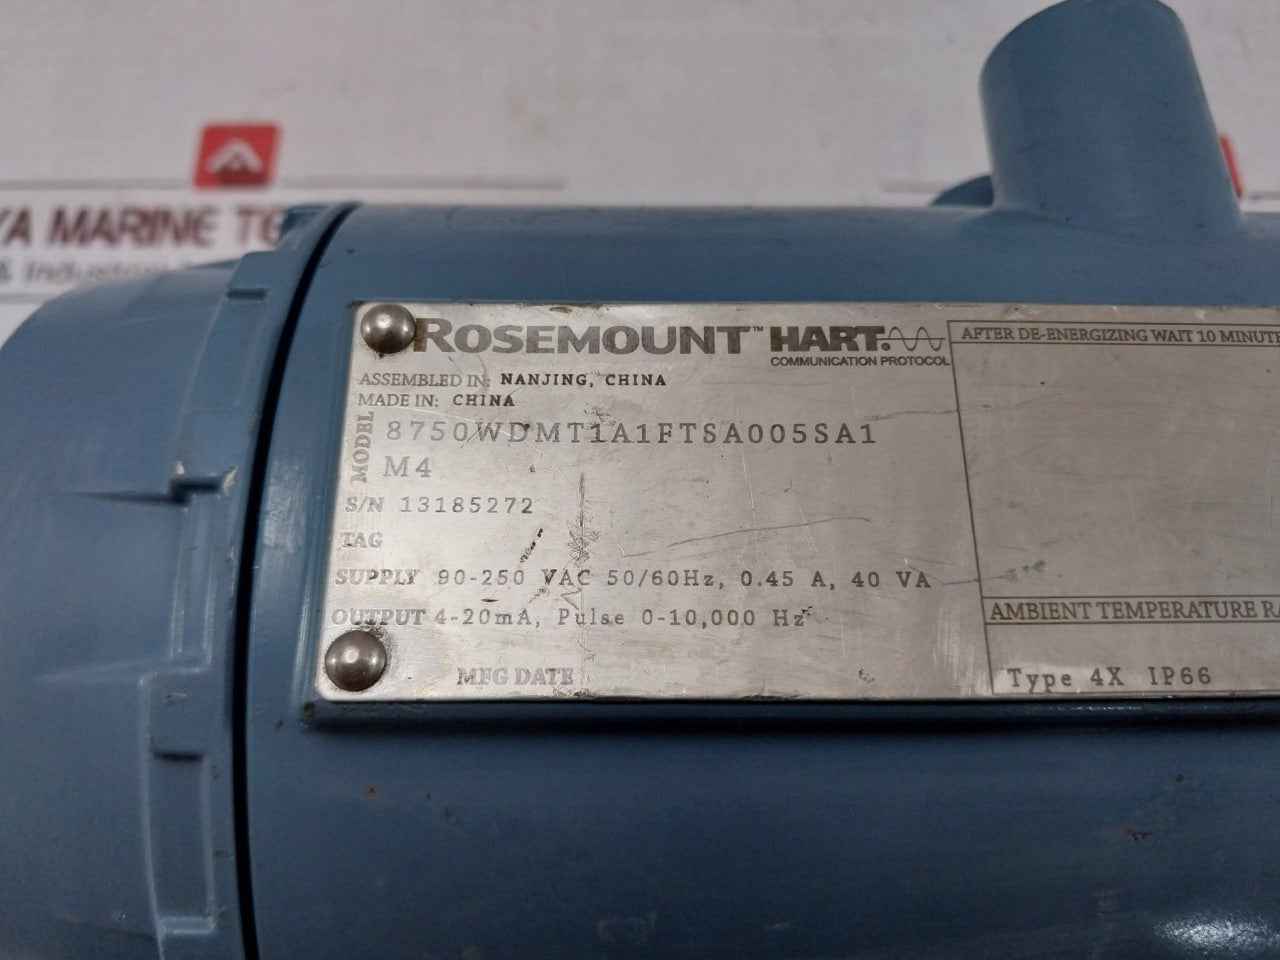 YA MARINE TE
& Industr
ROSEMOUNT™ HART
COMMUNICATION PROTOCOL
ASSEMBLED IN: NANJING, CHINA
MADE IN: CHINA
MODEL 8750WDMT1A1FTSA005SA1
M4
S/N 13185272
TAG
SUPPLY 90-250 VAC 50/60Hz, 0.45 A, 40 VA
OUTPUT 4-20mA, Pulse 0-10,000 Hz
MFG DATE
AFTER DE-ENERGIZING WAIT 10 MINUTE
AMBIENT TEMPERATURE RA
Type 4X IP66